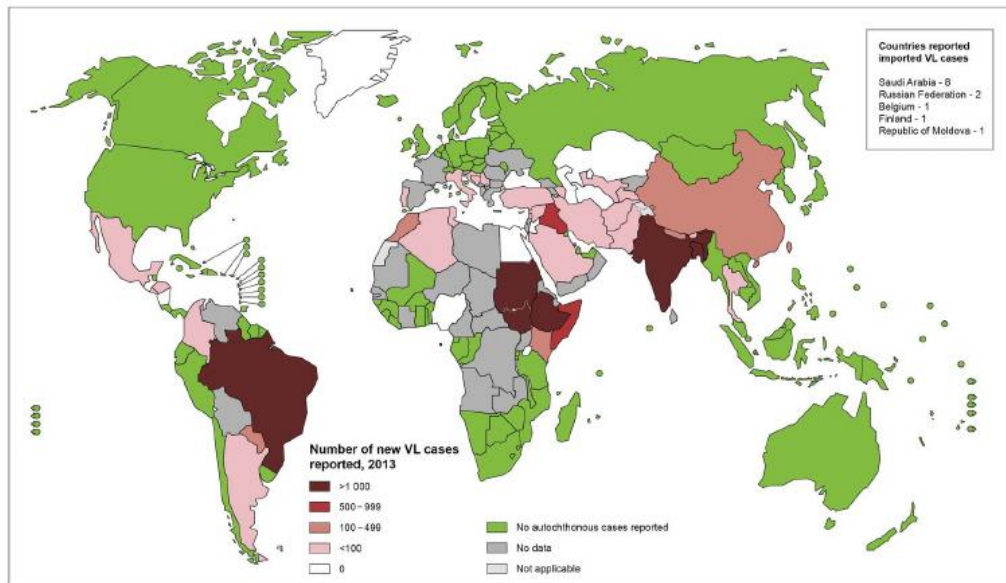 Countries reported
imported VL cases
Saudi Arabia - 8
Russian Federation - 2
Belgium - 1
Finland - 1
Republic of Moldova - 1
Number of new VL cases
reported, 2013
>1 000
500–999
100–499
<100
0
No autochthonous cases reported
No data
Not applicable